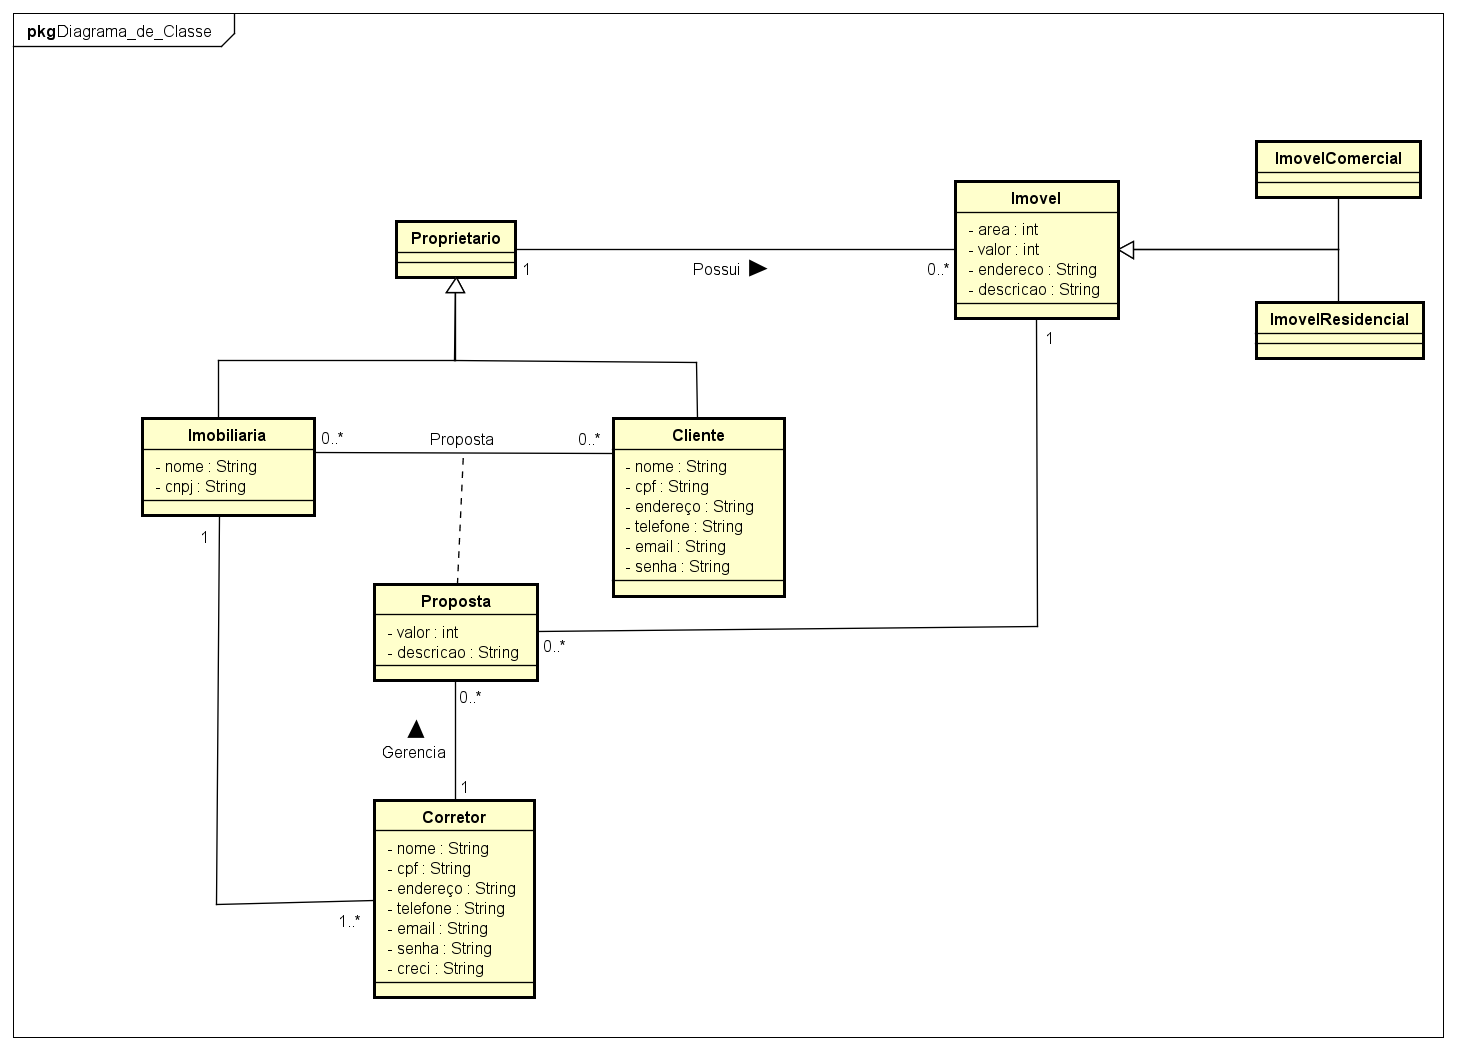 pkgDiagrama_de_Classe
ImovelComercial
Imovel
- area : int
- valor : int
- endereco : String
- descricao : String
Proprietario
1
Possui
0..*
ImovelResidencial
1
Imobiliaria
- nome : String
- cnpj : String
0..*
Proposta
0..*
Cliente
- nome : String
- cpf : String
- endereço : String
- telefone : String
- email : String
- senha : String
1
Proposta
- valor : int
- descricao : String
0..*
0..*
Gerencia
1
Corretor
- nome : String
- cpf : String
- endereço : String
- telefone : String
- email : String
- senha : String
- creci : String
1..*